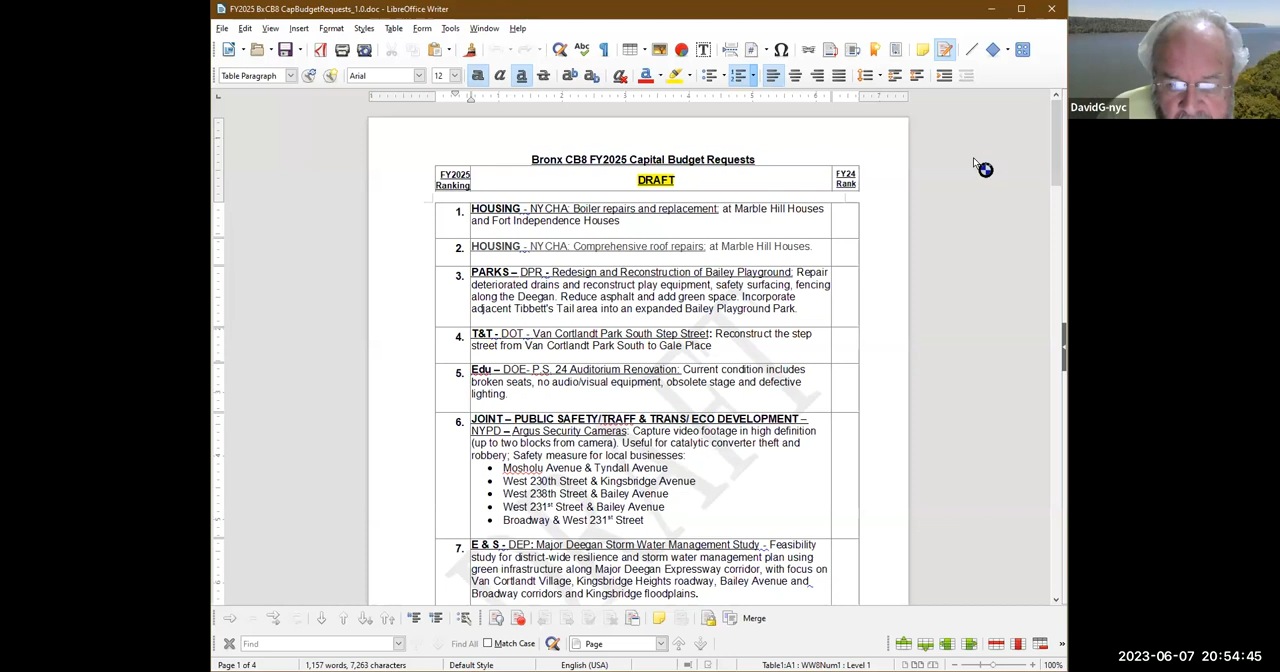 FY2025 BxCB8 CapBudgetRequests_1.0.doc - LibreOffice Writer
File Edit View Insert Format Styles Table Form Tools Window Help
Table Paragraph Arial 12
Bronx CB8 FY2025 Capital Budget Requests
FY2025 Ranking
DRAFT
FY24 Rank
1. HOUSING - NYCHA: Boiler repairs and replacement: at Marble Hill Houses
and Fort Independence Houses
2. HOUSING - NYCHA: Comprehensive roof repairs: at Marble Hill Houses.
3. PARKS – DPR - Redesign and Reconstruction of Bailey Playground: Repair
deteriorated drains and reconstruct play equipment, safety surfacing, fencing
along the Deegan. Reduce asphalt and add green space. Incorporate
adjacent Tibbett's Tail area into an expanded Bailey Playground Park.
4. T&T - DOT - Van Cortlandt Park South Step Street: Reconstruct the step
street from Van Cortlandt Park South to Gale Place
5. Edu – DOE- P.S. 24 Auditorium Renovation: Current condition includes
broken seats, no audio/visual equipment, obsolete stage and defective
lighting.
6. JOINT – PUBLIC SAFETY/TRAFF & TRANS/ ECO DEVELOPMENT –
NYPD – Argus Security Cameras: Capture video footage in high definition
(up to two blocks from camera). Useful for catalytic converter theft and
robbery; Safety measure for local businesses:
• Mosholu Avenue & Tyndall Avenue
• West 230th Street & Kingsbridge Avenue
• West 238th Street & Bailey Avenue
• West 231st Street & Bailey Avenue
• Broadway & West 231st Street
7. E & S - DEP: Major Deegan Storm Water Management Study - Feasibility
study for district-wide resilience and storm water management plan using
green infrastructure along Major Deegan Expressway corridor, with focus on
Van Cortlandt Village, Kingsbridge Heights roadway, Bailey Avenue and
Broadway corridors and Kingsbridge floodplains.
DRAFT
Merge
Find Find All Match Case Page
Page 1 of 4 1,157 words, 7,263 characters Default Style English (USA) Table1:A1 : WW8Num1 : Level 1 100%
DavidG-nyc
2023-06-07 20:54:45